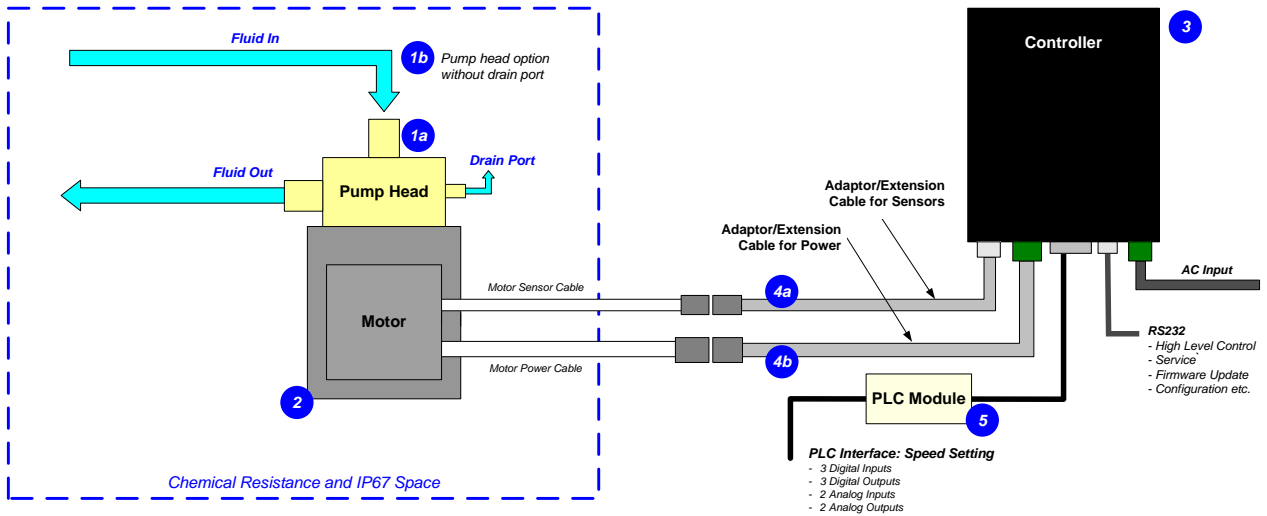 Fluid In
1b
Pump head option
without drain port
1a
Fluid Out
Drain Port
Pump Head
Motor
2
Motor Sensor Cable
Motor Power Cable
Chemical Resistance and IP67 Space
Controller
3
Adaptor/Extension
Cable for Sensors
Adaptor/Extension
Cable for Power
4a
4b
AC Input
RS232
- High Level Control
- Service`
- Firmware Update
- Configuration etc.
PLC Module
5
PLC Interface: Speed Setting
- 3 Digital Inputs
- 3 Digital Outputs
- 2 Analog Inputs
- 2 Analog Outputs